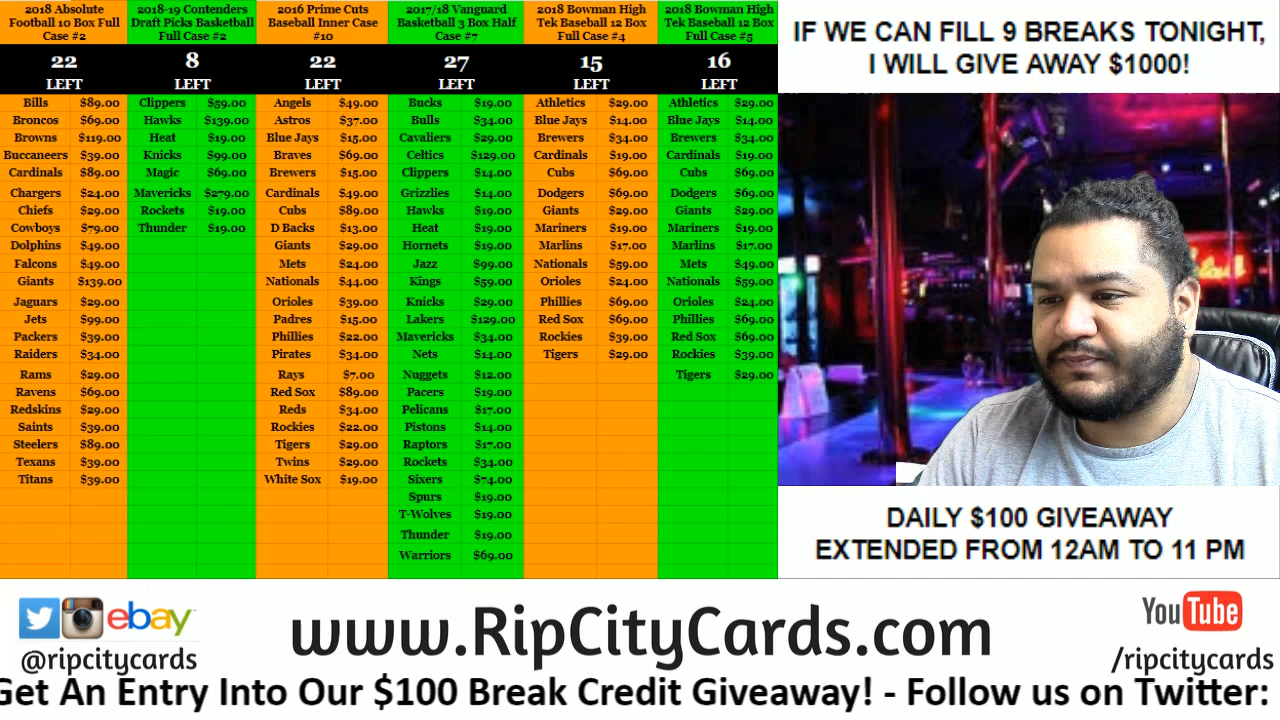 2018 Absolute
Football 10 Box Full
Case #2
22
LEFT
Bills $89.00
Broncos $69.00
Browns $119.00
Buccaneers $39.00
Cardinals $89.00
Chargers $24.00
Chiefs $29.00
Cowboys $79.00
Dolphins $49.00
Falcons $49.00
Giants $139.00
Jaguars $29.00
Jets $99.00
Packers $39.00
Raiders $34.00
Rams $29.00
Ravens $69.00
Redskins $29.00
Saints $39.00
Steelers $89.00
Texans $39.00
Titans $39.00
2018-19 Contenders
Draft Picks Basketball
Full Case #2
8
LEFT
Clippers $59.00
Hawks $139.00
Heat $19.00
Knicks $99.00
Magic $69.00
Mavericks $279.00
Rockets $19.00
Thunder $19.00
2016 Prime Cuts
Baseball Inner Case
#10
22
LEFT
Angels $49.00
Astros $37.00
Blue Jays $15.00
Braves $69.00
Brewers $15.00
Cardinals $49.00
Cubs $89.00
D Backs $13.00
Giants $29.00
Mets $24.00
Nationals $44.00
Orioles $39.00
Padres $15.00
Phillies $22.00
Pirates $34.00
Rays $7.00
Red Sox $89.00
Reds $34.00
Rockies $22.00
Tigers $29.00
Twins $29.00
White Sox $19.00
2017/18 Vanguard
Basketball 3 Box Half
Case #7
27
LEFT
Bucks $19.00
Bulls $34.00
Cavaliers $29.00
Celtics $129.00
Clippers $14.00
Grizzlies $14.00
Hawks $19.00
Heat $19.00
Hornets $19.00
Jazz $99.00
Kings $59.00
Knicks $29.00
Lakers $129.00
Mavericks $34.00
Nets $14.00
Nuggets $12.00
Pacers $19.00
Pelicans $17.00
Pistons $14.00
Raptors $17.00
Rockets $34.00
Sixers $74.00
Spurs $19.00
T-Wolves $19.00
Thunder $19.00
Warriors $69.00
2018 Bowman High
Tek Baseball 12 Box
Full Case #4
15
LEFT
Athletics $29.00
Blue Jays $14.00
Brewers $34.00
Cardinals $19.00
Cubs $69.00
Dodgers $69.00
Giants $29.00
Mariners $19.00
Marlins $17.00
Nationals $59.00
Orioles $24.00
Phillies $69.00
Red Sox $69.00
Rockies $39.00
Tigers $29.00
2018 Bowman High
Tek Baseball 12 Box
Full Case #5
16
LEFT
Athletics $29.00
Blue Jays $14.00
Brewers $34.00
Cardinals $19.00
Cubs $69.00
Dodgers $69.00
Giants $29.00
Mariners $19.00
Marlins $17.00
Mets $49.00
Nationals $59.00
Orioles $24.00
Phillies $69.00
Red Sox $69.00
Rockies $39.00
Tigers $29.00
IF WE CAN FILL 9 BREAKS TONIGHT,
I WILL GIVE AWAY $1000!
DAILY $100 GIVEAWAY
EXTENDED FROM 12AM TO 11 PM
ebay
@ripcitycards
www.RipCityCards.com
YouTube
/ripcitycards
Get An Entry Into Our $100 Break Credit Giveaway! - Follow us on Twitter: